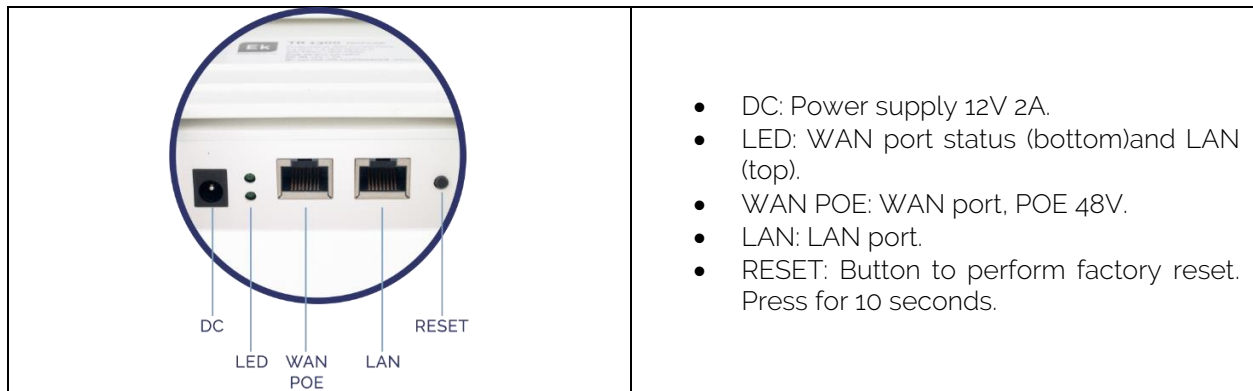 Ek
DC
LED
WAN
POE
LAN
RESET
• DC: Power supply 12V 2A.
• LED: WAN port status (bottom)and LAN
(top).
• WAN POE: WAN port, POE 48V.
• LAN: LAN port.
• RESET: Button to perform factory reset.
Press for 10 seconds.